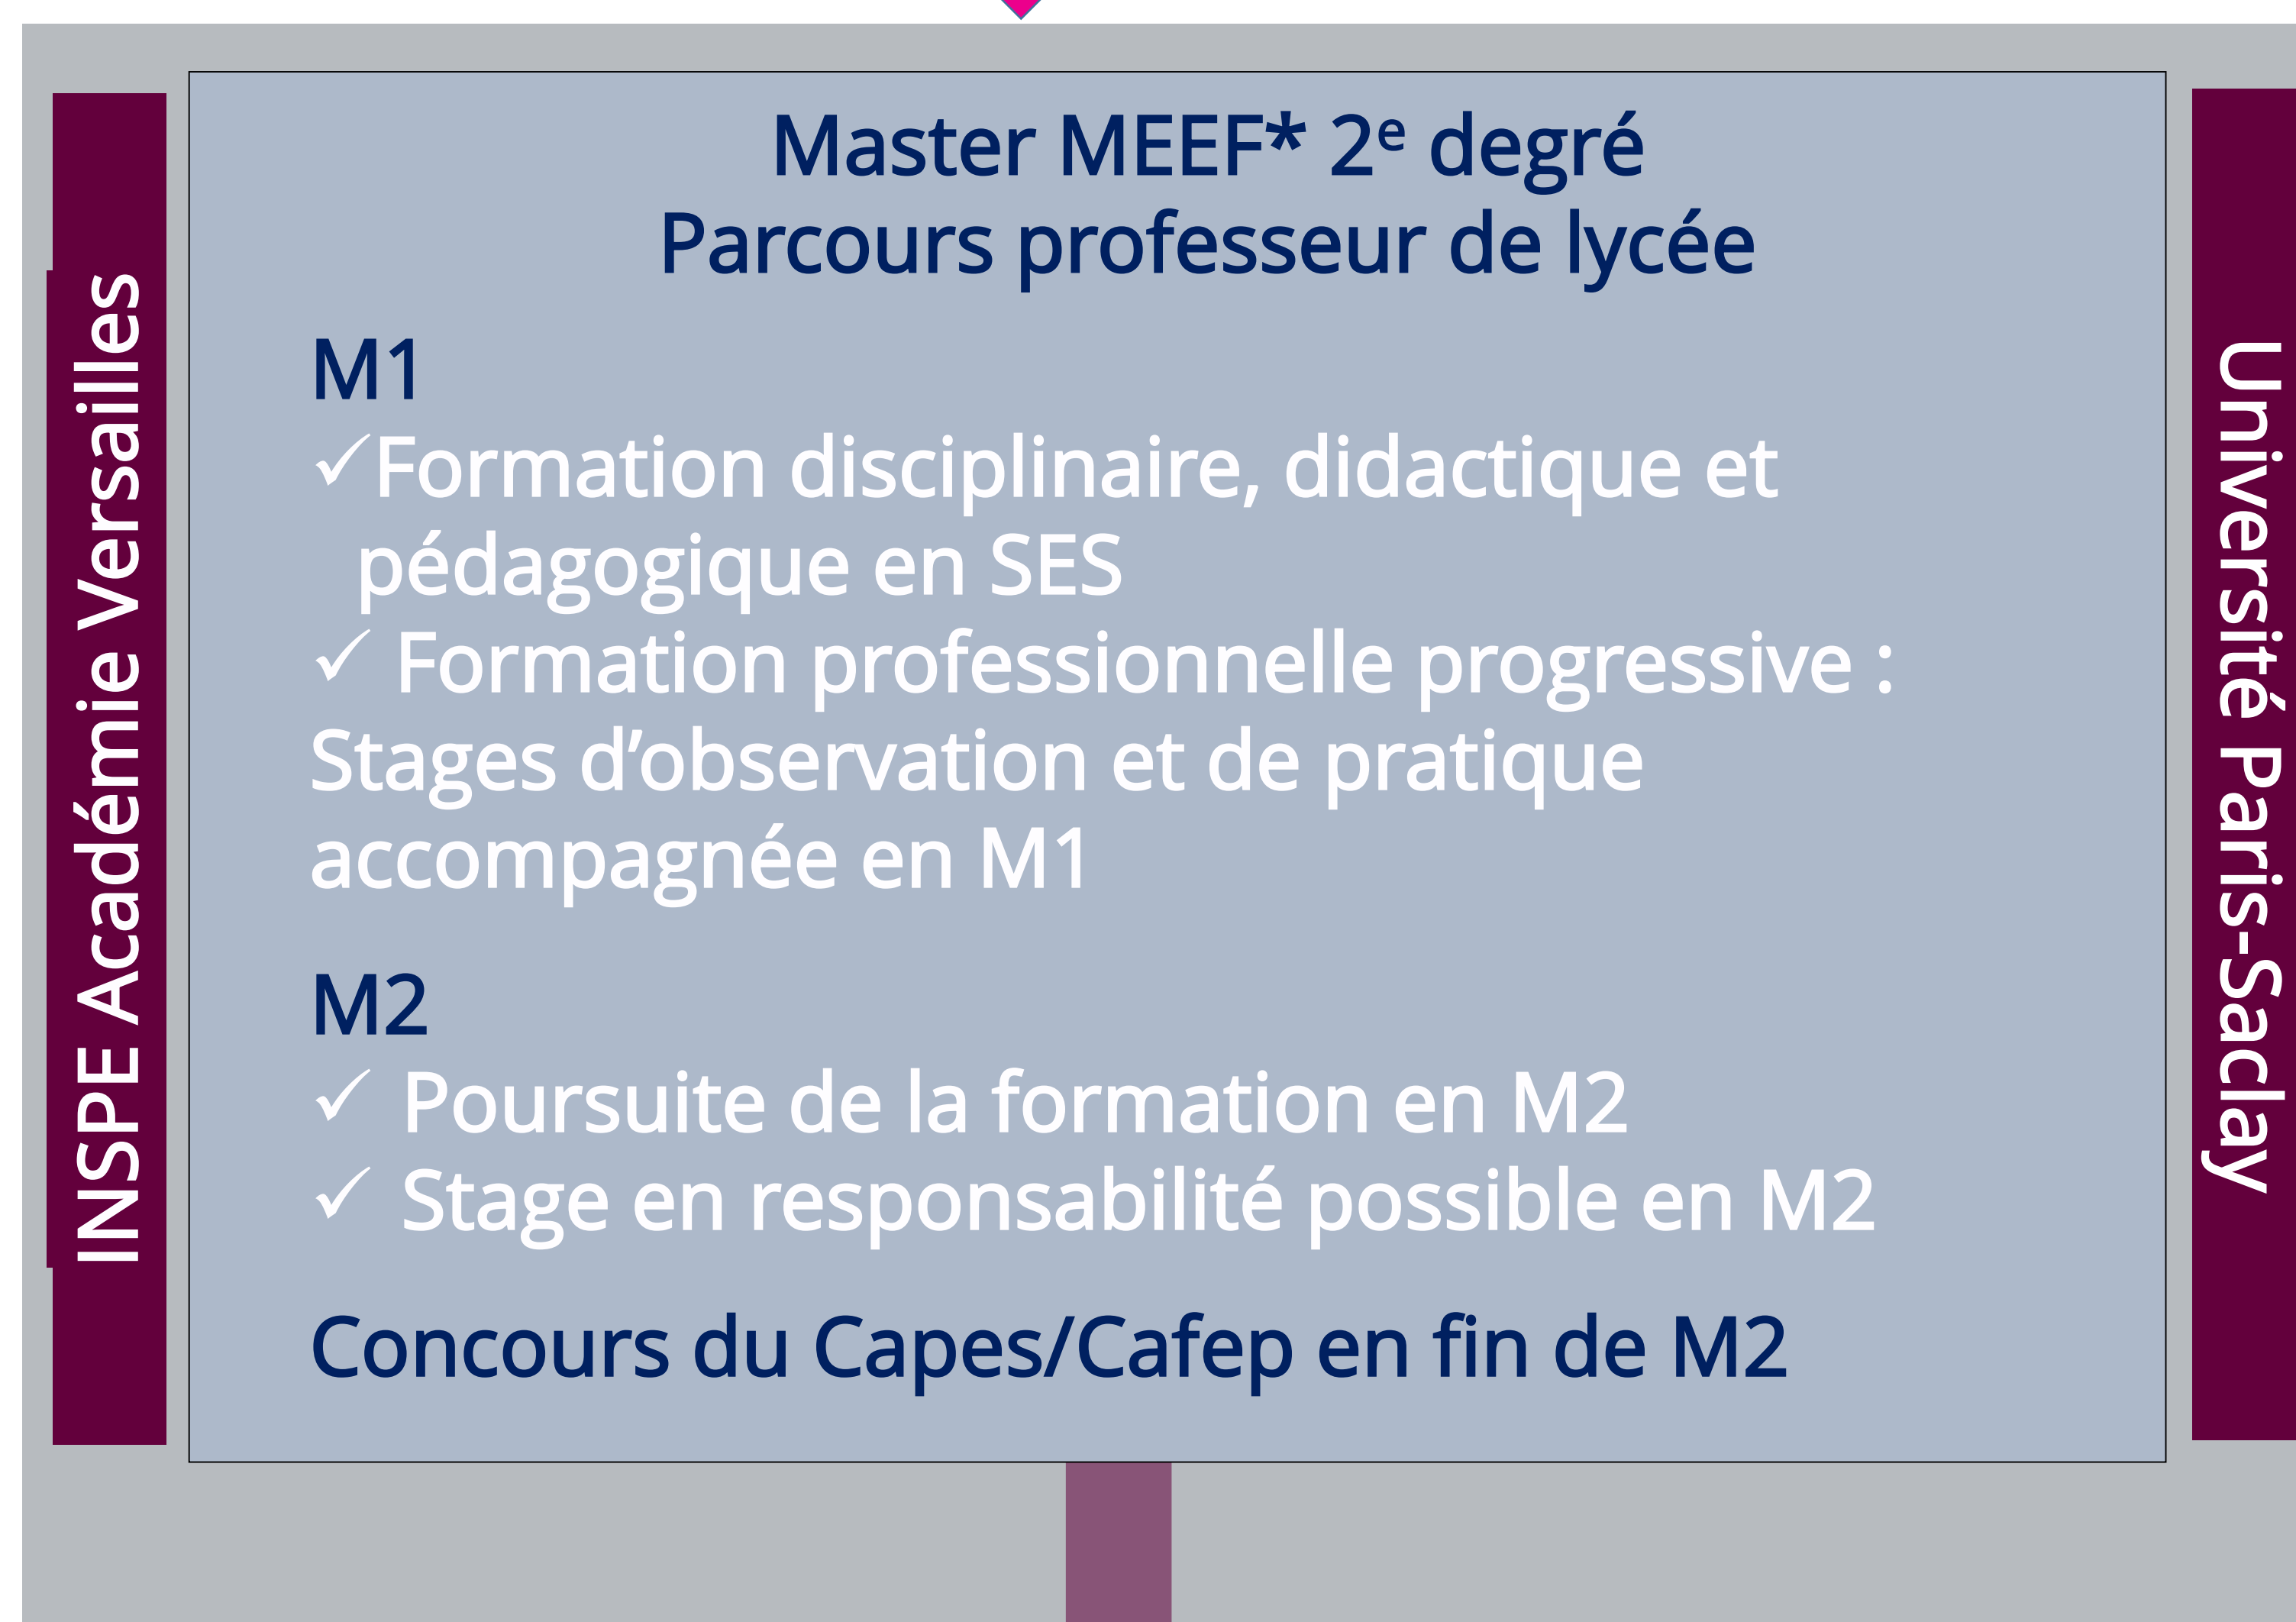 INSPE Académie Versailles
Master MEEF* 2e degré
Parcours professeur de lycée
M1
✓Formation disciplinaire, didactique et
pédagogique en SES
✓ Formation professionnelle progressive :
Stages d’observation et de pratique
accompagnée en M1
M2
✓ Poursuite de la formation en M2
✓ Stage en responsabilité possible en M2
Concours du Capes/Cafep en fin de M2
Université Paris-Saclay